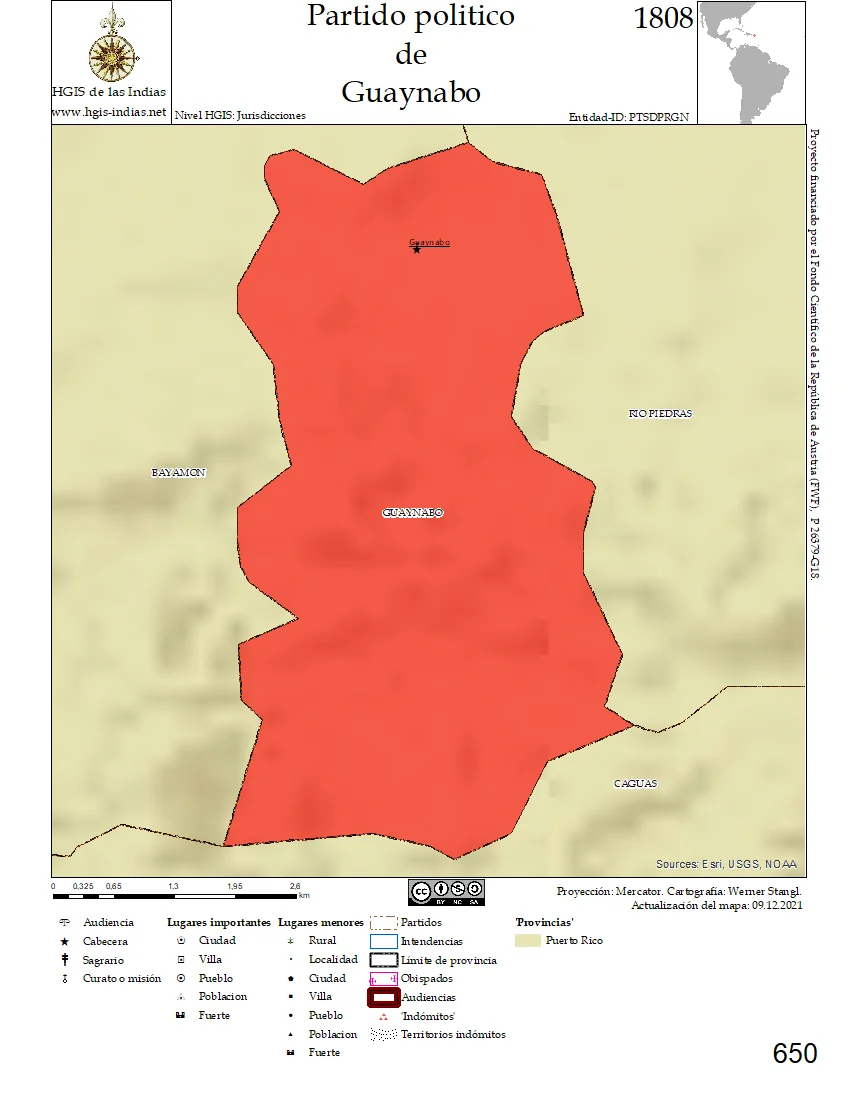 Partido politico
de
Guaynabo
1808
HGIS de las Indias
www.hgis-indias.net
Nivel HGIS: Jurisdicciones
Entidad-ID: PTSDPRGN
Proyecto financiado por el Fondo Científico de la República de Austria (FWF), P 26379-G18.
Guaynabo
RIO PIEDRAS
BAYAMON
GUAYNABO
CAGUAS
Sources: Esri, USGS, NOAA
0 0,325 0,65 1,3 1,95 2,6
km
CC BY NC SA
Proyección: Mercator. Cartografía: Werner Stangl.
Actualización del mapa: 09.12.2021
Audiencia
Cabecera
Sagrario
Curato o misión
Lugares importantes
Ciudad
Villa
Pueblo
Poblacion
Fuerte
Lugares menores
Rural
Localidad
Ciudad
Villa
Pueblo
Poblacion
Fuerte
Partidos
Intendencias
Límite de provincia
Obispados
Audiencias
'Indómitos'
Territorios indómitos
'Provincias'
Puerto Rico
650